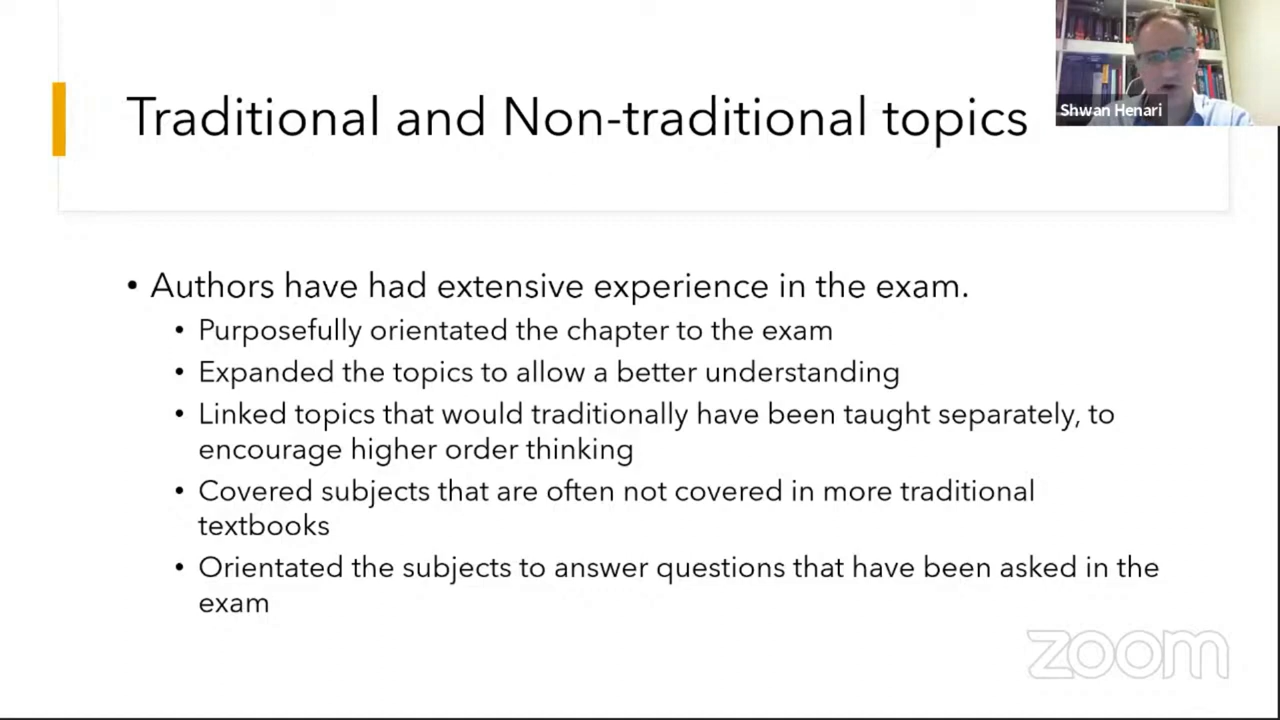 Traditional and Non-traditional topics
Shwan Henari
• Authors have had extensive experience in the exam.
• Purposefully orientated the chapter to the exam
• Expanded the topics to allow a better understanding
• Linked topics that would traditionally have been taught separately, to
encourage higher order thinking
• Covered subjects that are often not covered in more traditional
textbooks
• Orientated the subjects to answer questions that have been asked in the
exam
zoom